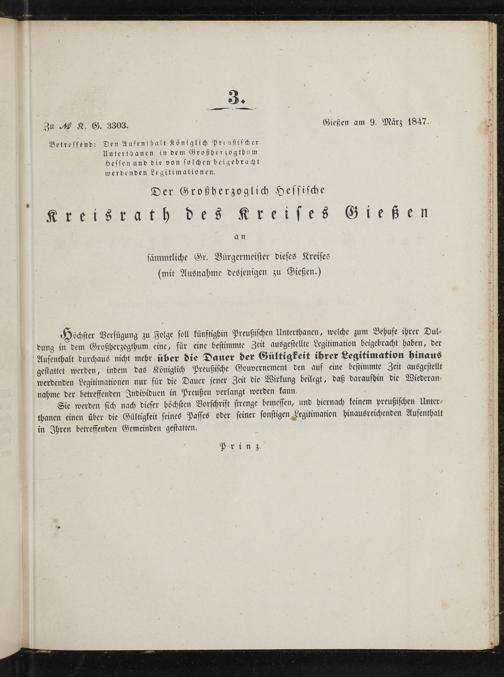 3.
Zu № K. G. 3303.
Gießen am 9. März 1847.
Betreffend: Den Aufenthalt Königlich Preußischer
Unterthanen in dem Großherzogthum
Hessen und die von solchen beigebracht
werdenden Legitimationen.
Der Großherzoglich Hessische
Kreisrath des Kreises Gießen
an
sämmtliche Gr. Bürgermeister dieses Kreises
(mit Ausnahme desjenigen zu Gießen.)
Höchster Verfügung zu Folge soll künftighin Preußischen Unterthanen, welche zum Behufe ihrer Dul-
dung in dem Großherzogthum eine, für eine bestimmte Zeit ausgestellte Legitimation beigebracht haben, der
Aufenthalt durchaus nicht mehr über die Dauer der Gültigkeit ihrer Legitimation hinaus
gestattet werden, indem das Königlich Preußische Gouvernement den auf eine bestimmte Zeit ausgestellt
werdenden Legitimationen nur für die Dauer jener Zeit die Wirkung beilegt, daß daraufhin die Wiederan-
nahme der betreffenden Individuen in Preußen verlangt werden kann.
Sie werden sich nach dieser höchsten Vorschrift strenge bemessen, und hiernach keinem preußischen Unter-
thanen einen über die Gültigkeit seines Passes oder seiner sonstigen Legitimation hinausreichenden Aufenthalt
in Ihren betreffenden Gemeinden gestatten.
Prinz